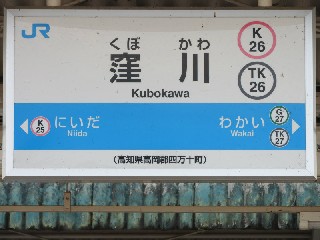 JR
くぼ かわ
窪川
Kubokawa
K
26
TK
26
K
25
にいだ
Niida
わかい
Wakai
G
27
TK
27
(高知県高岡郡四万十町)